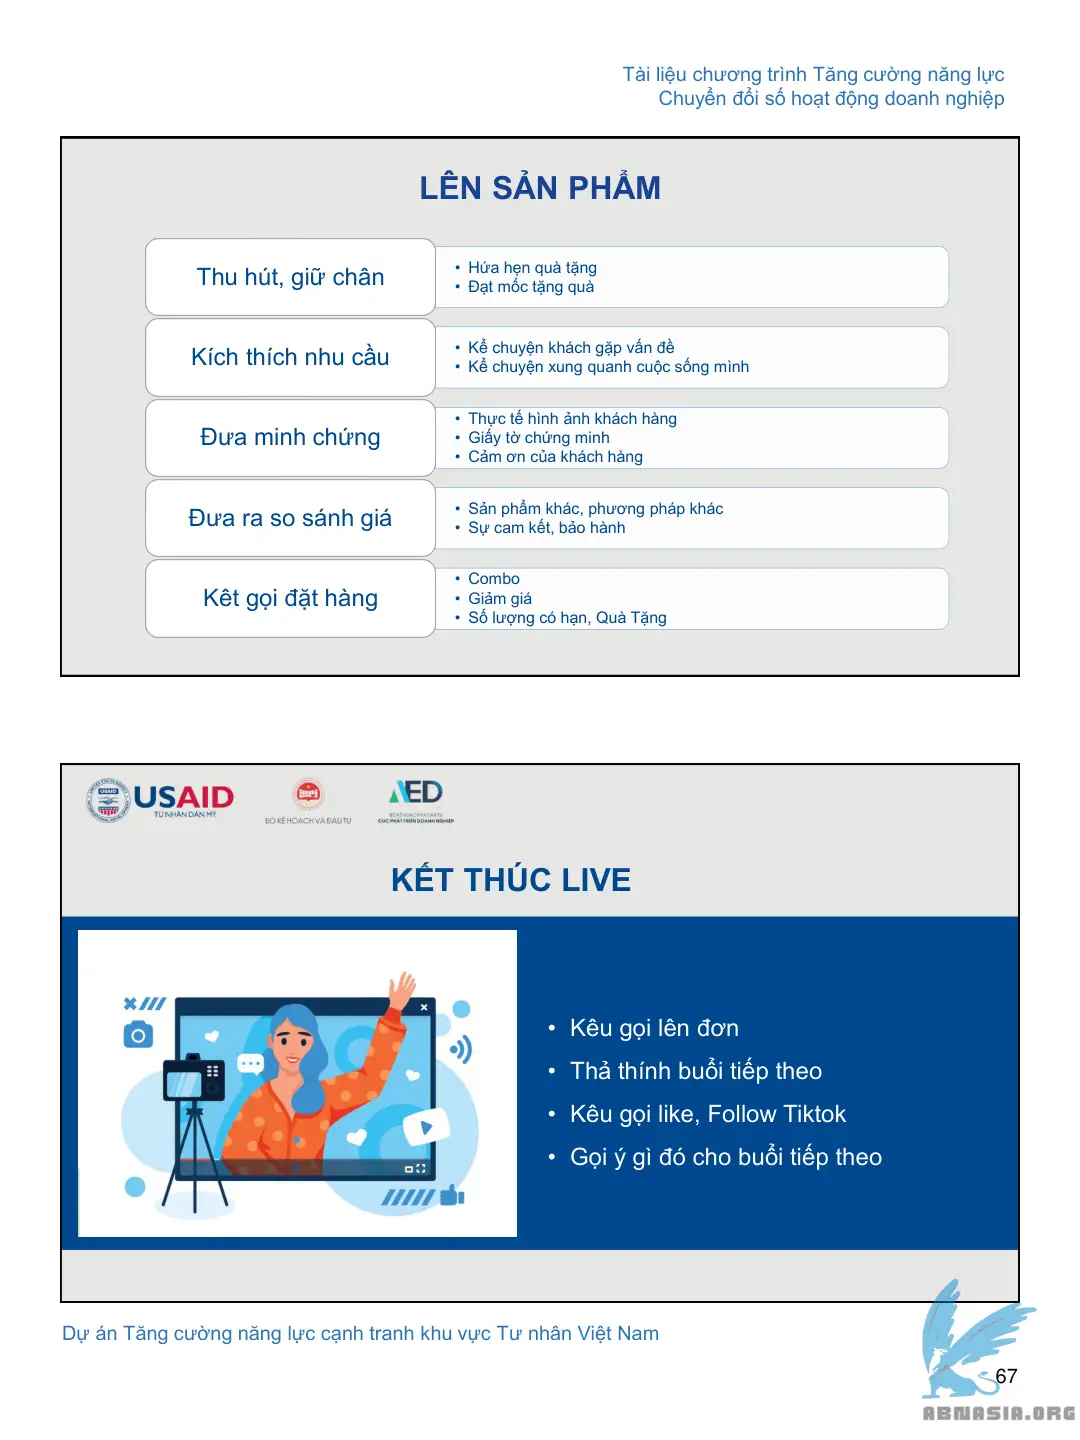 Tài liệu chương trình Tăng cường năng lực
Chuyển đổi số hoạt động doanh nghiệp
LÊN SẢN PHẨM
Thu hút, giữ chân
• Hứa hẹn quà tặng
• Đạt mốc tặng quà
Kích thích nhu cầu
• Kể chuyện khách gặp vấn đề
• Kể chuyện xung quanh cuộc sống mình
Đưa minh chứng
• Thực tế hình ảnh khách hàng
• Giấy tờ chứng minh
• Cảm ơn của khách hàng
Đưa ra so sánh giá
• Sản phẩm khác, phương pháp khác
• Sự cam kết, bảo hành
Kêt gọi đặt hàng
• Combo
• Giảm giá
• Số lượng có hạn, Quà Tặng
USAID
TỪ NHÂN DÂN MỸ
BỘ KẾ HOẠCH VÀ ĐẦU TƯ
AED
BỘ KẾ HOẠCH VÀ ĐẦU TƯ
CỤC PHÁT TRIỂN DOANH NGHIỆP
KẾT THÚC LIVE
• Kêu gọi lên đơn
• Thả thính buổi tiếp theo
• Kêu gọi like, Follow Tiktok
• Gọi ý gì đó cho buổi tiếp theo
Dự án Tăng cường năng lực cạnh tranh khu vực Tư nhân Việt Nam
67
ABNASIA.ORG